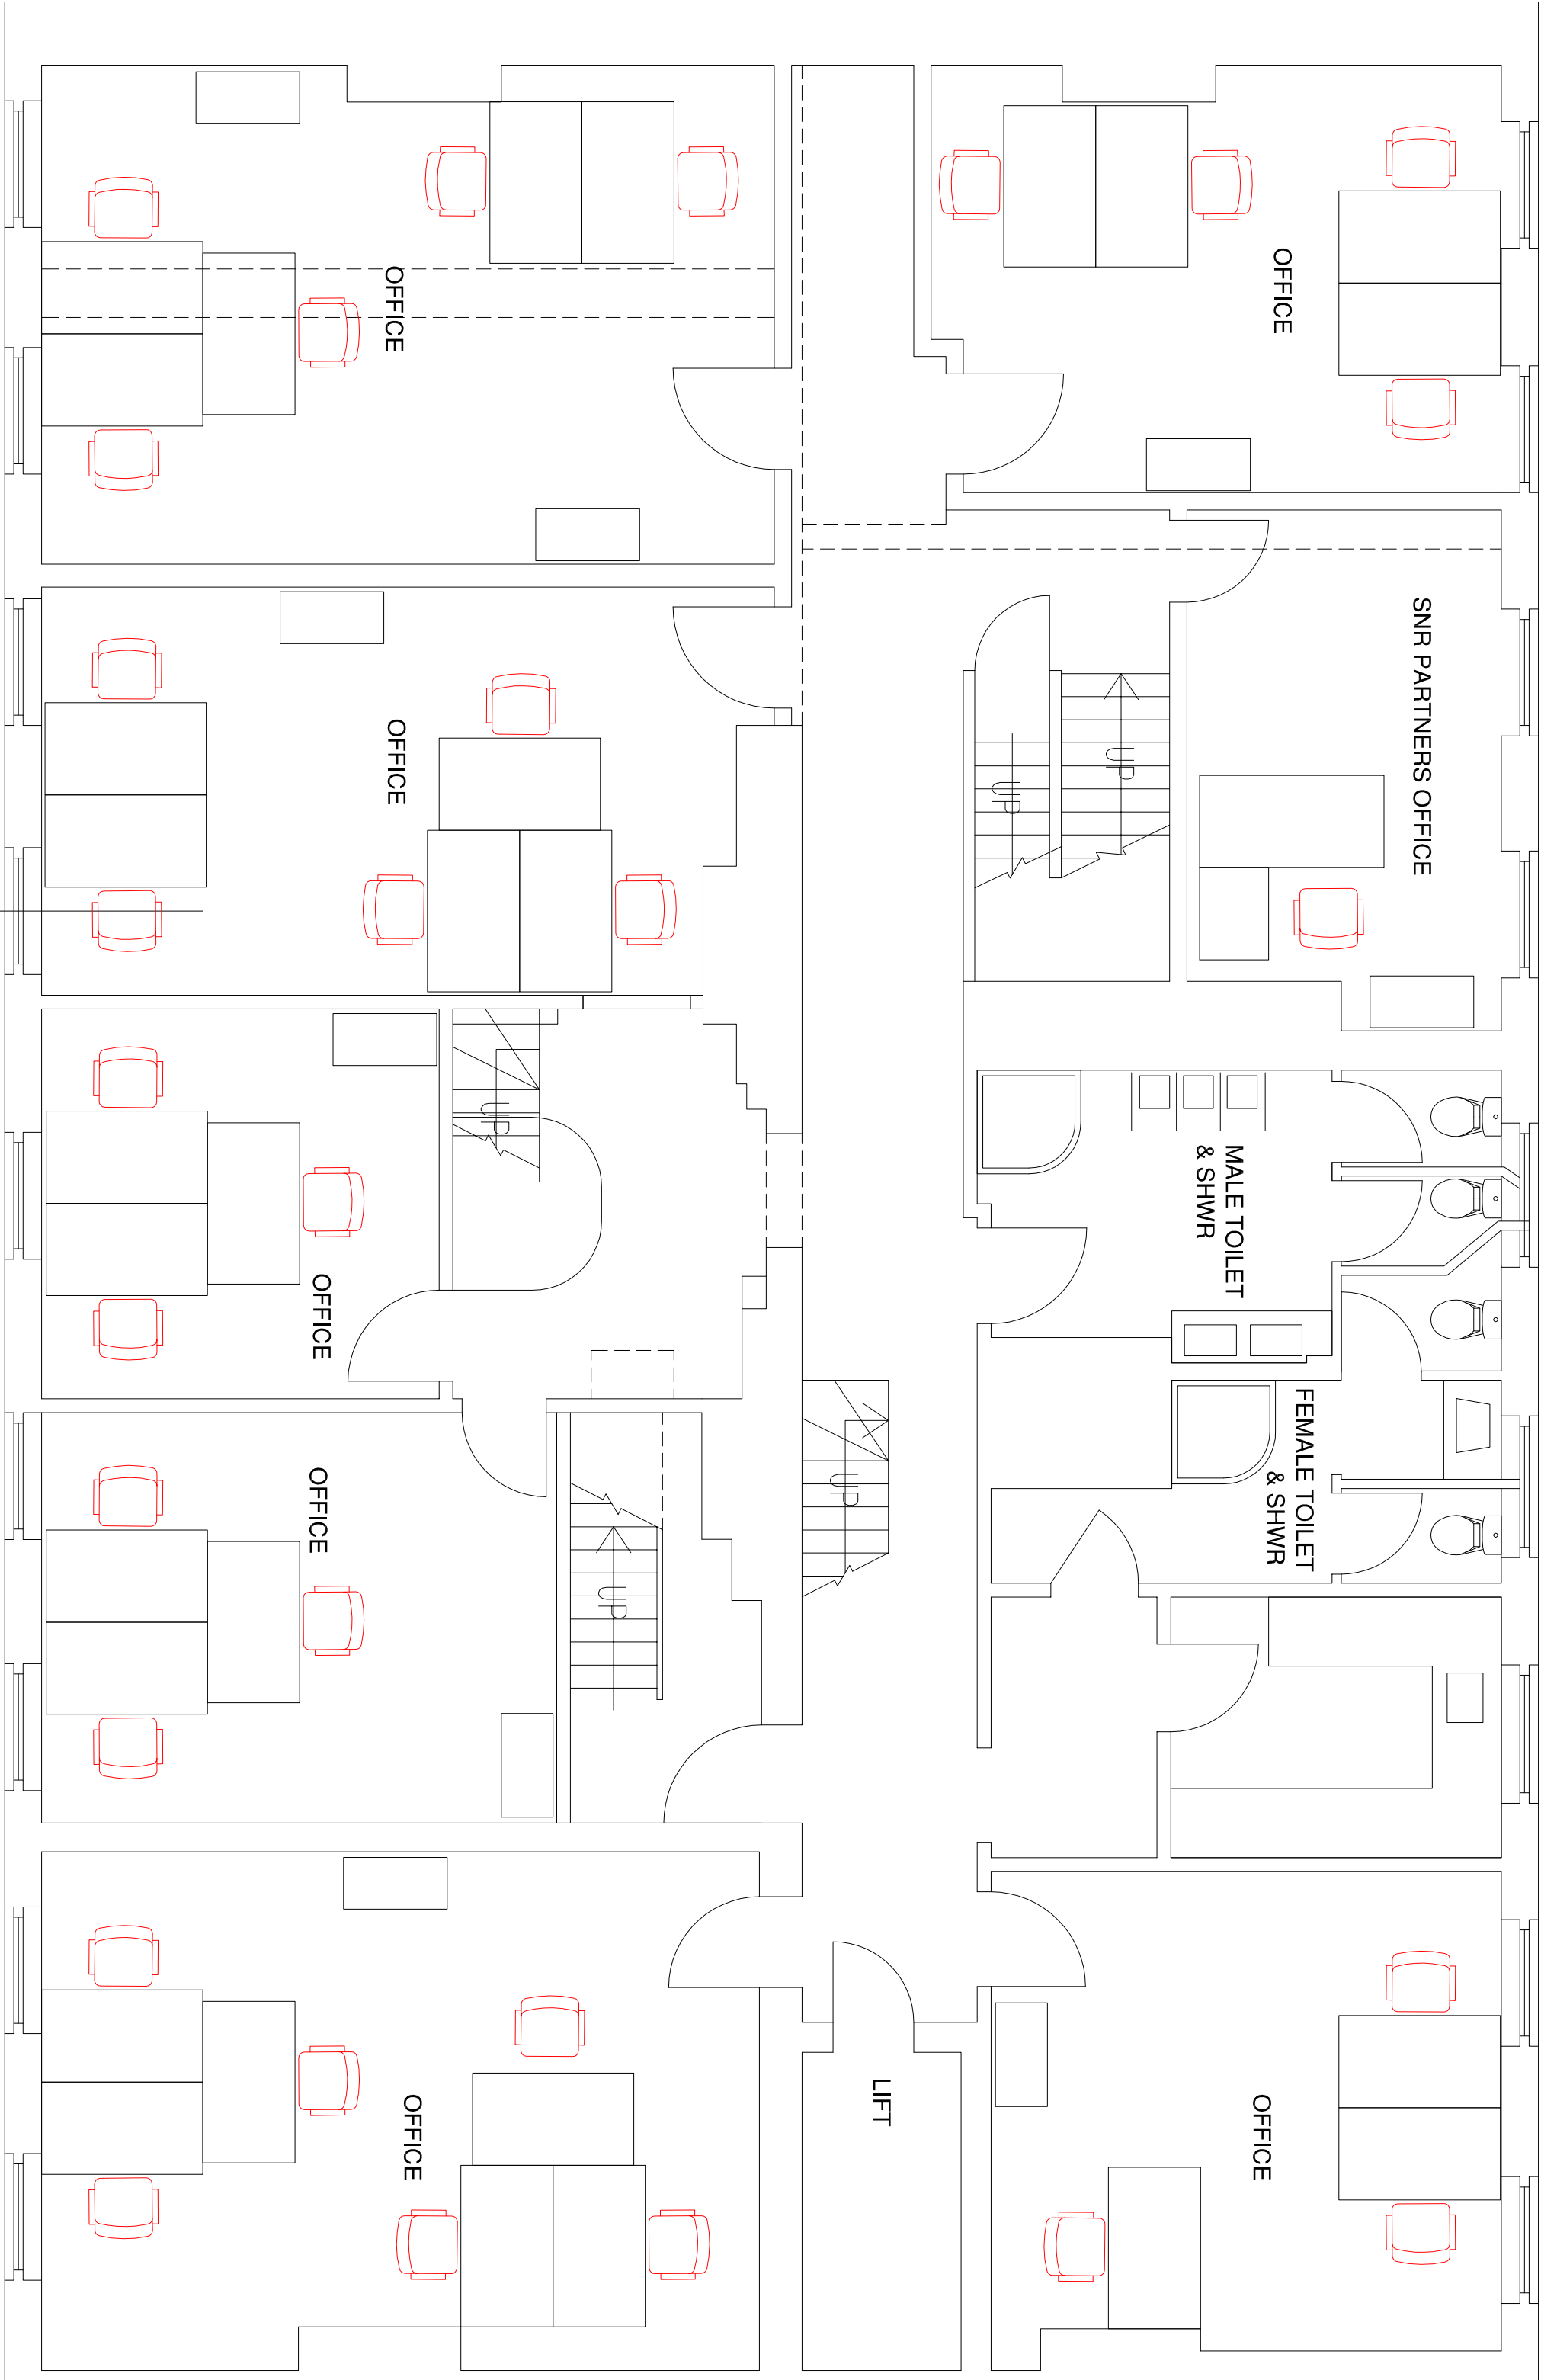 OFFICE
OFFICE
SNR PARTNERS OFFICE
OFFICE
UP
UP
UP
MALE TOILET
& SHWR
OFFICE
FEMALE TOILET
& SHWR
UP
OFFICE
UP
LIFT
OFFICE
OFFICE